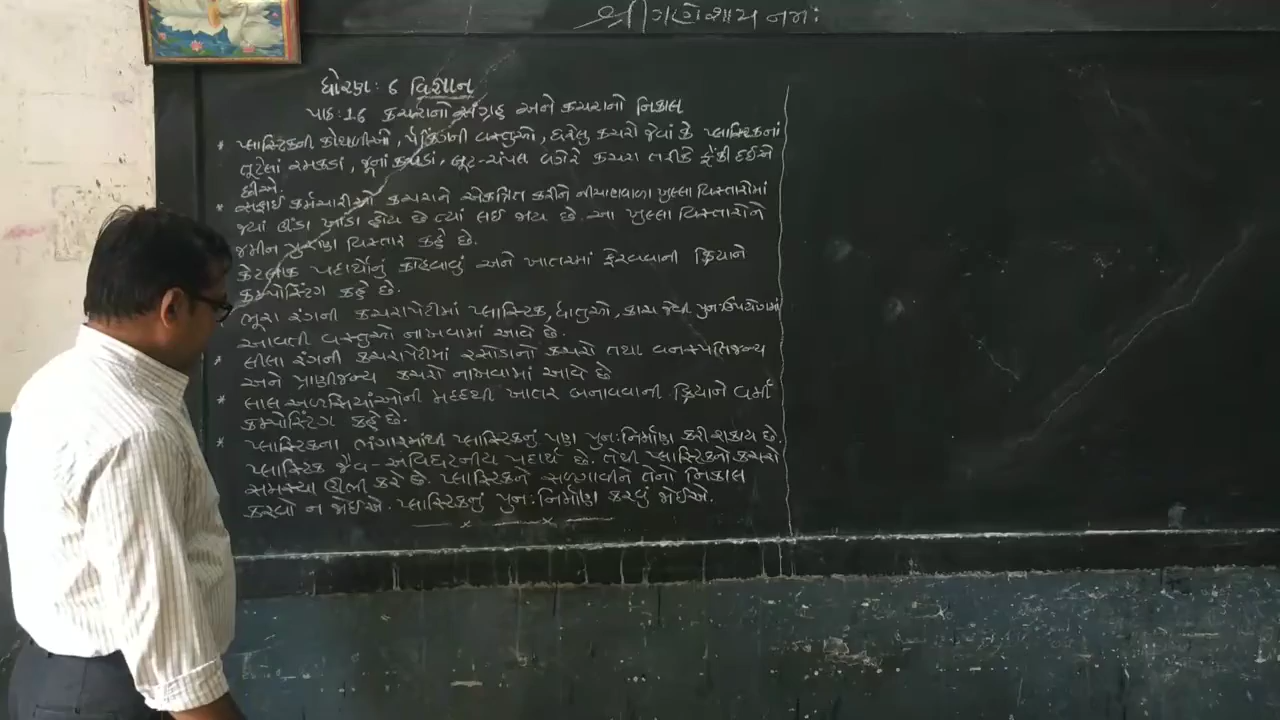 શ્રી ગણેશાય નમઃ
ધોરણ : ૬ વિજ્ઞાન
પાઠ : 16 કચરાનો સંગ્રહ અને કચરાનો નિકાલ
* પ્લાસ્ટિકની કોથળીઓ, પેકિંગની વસ્તુઓ, ઘરેલુ કચરો જેવાં કે પ્લાસ્ટિકનાં
તૂટેલાં રમકડાં, જૂનાં કપડાં, બૂટ-ચંપલ વગેરે કચરા તરીકે ફેંકી દઈએ
છીએ.
* સફાઈ કર્મચારીઓ કચરાને એકત્રિત કરીને નીચાણવાળા ખુલ્લા વિસ્તારોમાં
જ્યાં ઊંડા ખાડા હોય છે ત્યાં લઈ જાય છે. આ ખુલ્લા વિસ્તારોને
જમીન પુરાણ વિસ્તાર કહે છે.
કેટલાક પદાર્થોનું કોહવાવું અને ખાતરમાં ફેરવવાની ક્રિયાને
કમ્પોસ્ટિંગ કહે છે.
ભૂરા રંગની કચરાપેટીમાં પ્લાસ્ટિક, ધાતુઓ, કાચ જેવી પુનઃઉપયોગમાં
આવતી વસ્તુઓ નાખવામાં આવે છે.
* લીલા રંગની કચરાપેટીમાં રસોડાનો કચરો તથા વનસ્પતિજન્ય
અને પ્રાણીજન્ય કચરો નાખવામાં આવે છે
* લાલ અળસિયાંઓની મદદથી ખાતર બનાવવાની ક્રિયાને વર્મી
કમ્પોસ્ટિંગ કહે છે.
* પ્લાસ્ટિકના ભંગારમાંથી પ્લાસ્ટિકનું પણ પુનઃનિર્માણ કરી શકાય છે.
પ્લાસ્ટિક જૈવ-અવિઘટનીય પદાર્થ છે. તેથી પ્લાસ્ટિકનો કચરો
સમસ્યા ઊભી કરે છે. પ્લાસ્ટિકને સળગાવીને તેનો નિકાલ
કરવો ન જોઈએ. પ્લાસ્ટિકનું પુનઃનિર્માણ કરવું જોઈએ.